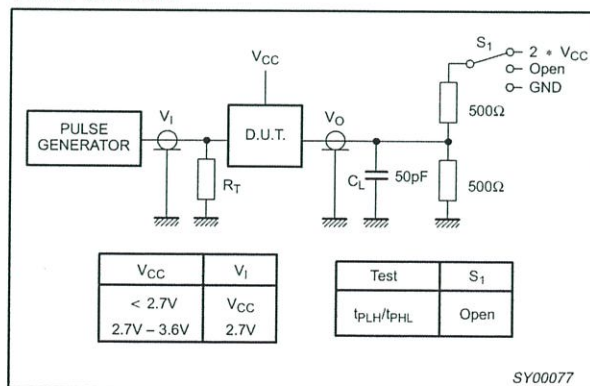 S1
2 * VCC
Open
GND
VCC
500Ω
PULSE
GENERATOR
VI
D.U.T.
VO
RT
CL
50pF
500Ω
VCC VI
< 2.7V VCC
2.7V – 3.6V 2.7V
Test S1
tPLH/tPHL Open
SY00077